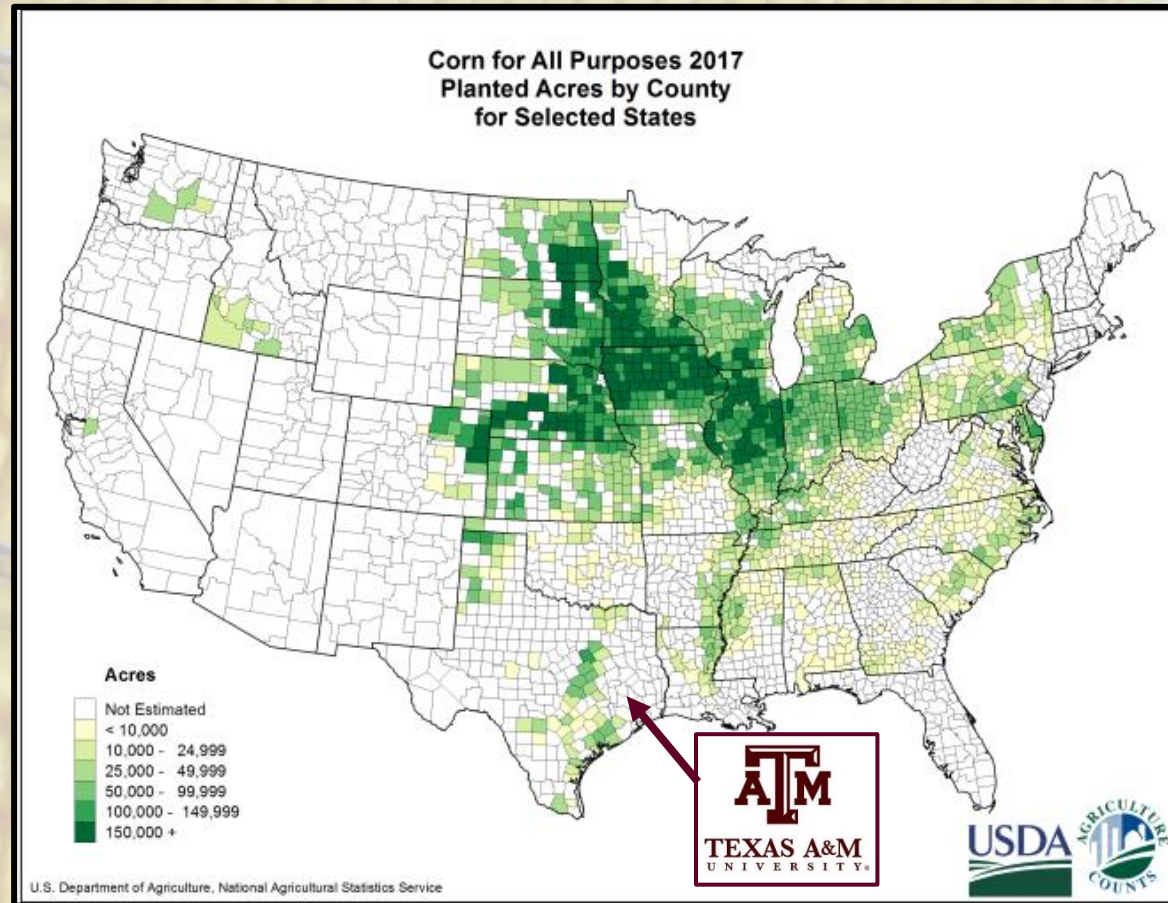 Corn for All Purposes 2017
Planted Acres by County
for Selected States
Acres
Not Estimated
< 10,000
10,000 - 24,999
25,000 - 49,999
50,000 - 99,999
100,000 - 149,999
150,000 +
ATM
TEXAS A&M
UNIVERSITY®
USDA
AGRICULTURE
COUNTS
U.S. Department of Agriculture, National Agricultural Statistics Service